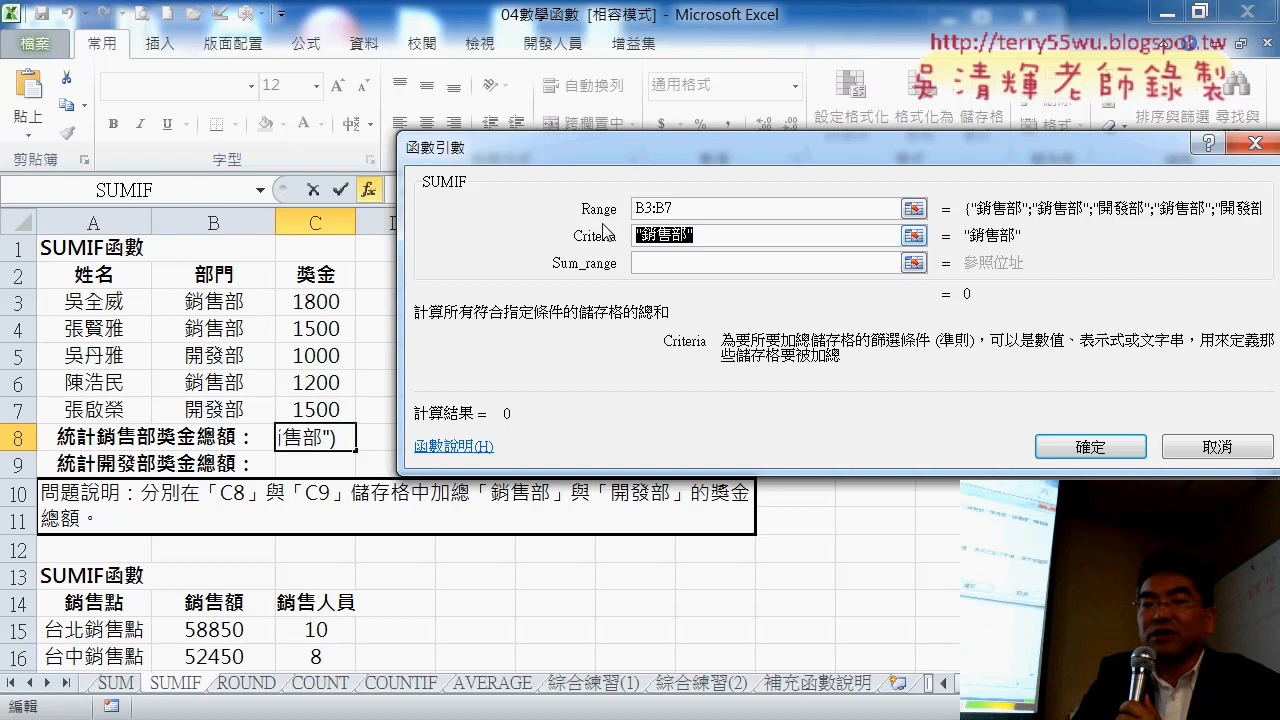 04數學函數 [相容模式] - Microsoft Excel
檔案 常用 插入 版面配置 公式 資料 校閱 檢視 開發人員 增益集
http://terry55wu.blogspot.tw
吳清輝老師錄製
12 自動換列 通用格式
貼上 B I U 跨欄置中 $ % , 設定格式化 格式化為 儲存格 格式 排序與篩選 尋找與
剪貼簿 字型
SUMIF fx
函數引數
SUMIF
Range B3:B7 = {"銷售部";"銷售部";"開發部";"銷售部";"開發部
Criteria "銷售部" = "銷售部"
Sum_range = 參照位址
= 0
計算所有符合指定條件的儲存格的總和
Criteria 為要所要加總儲存格的篩選條件 (準則)，可以是數值、表示式或文字串，用來定義那
些儲存格要被加總
計算結果 = 0
函數說明(H) 確定 取消
A B C
1 SUMIF函數
2 姓名 部門 獎金
3 吳全威 銷售部 1800
4 張賢雅 銷售部 1500
5 吳丹雅 開發部 1000
6 陳浩民 銷售部 1200
7 張啟榮 開發部 1500
8 統計銷售部獎金總額： 售部")
9 統計開發部獎金總額：
10 問題說明：分別在「C8」與「C9」儲存格中加總「銷售部」與「開發部」的獎金
11 總額。
12
13 SUMIF函數
14 銷售點 銷售額 銷售人員
15 台北銷售點 58850 10
16 台中銷售點 52450 8
SUM SUMIF ROUND COUNT COUNTIF AVERAGE 綜合練習(1) 綜合練習(2) 補充函數說明
編輯